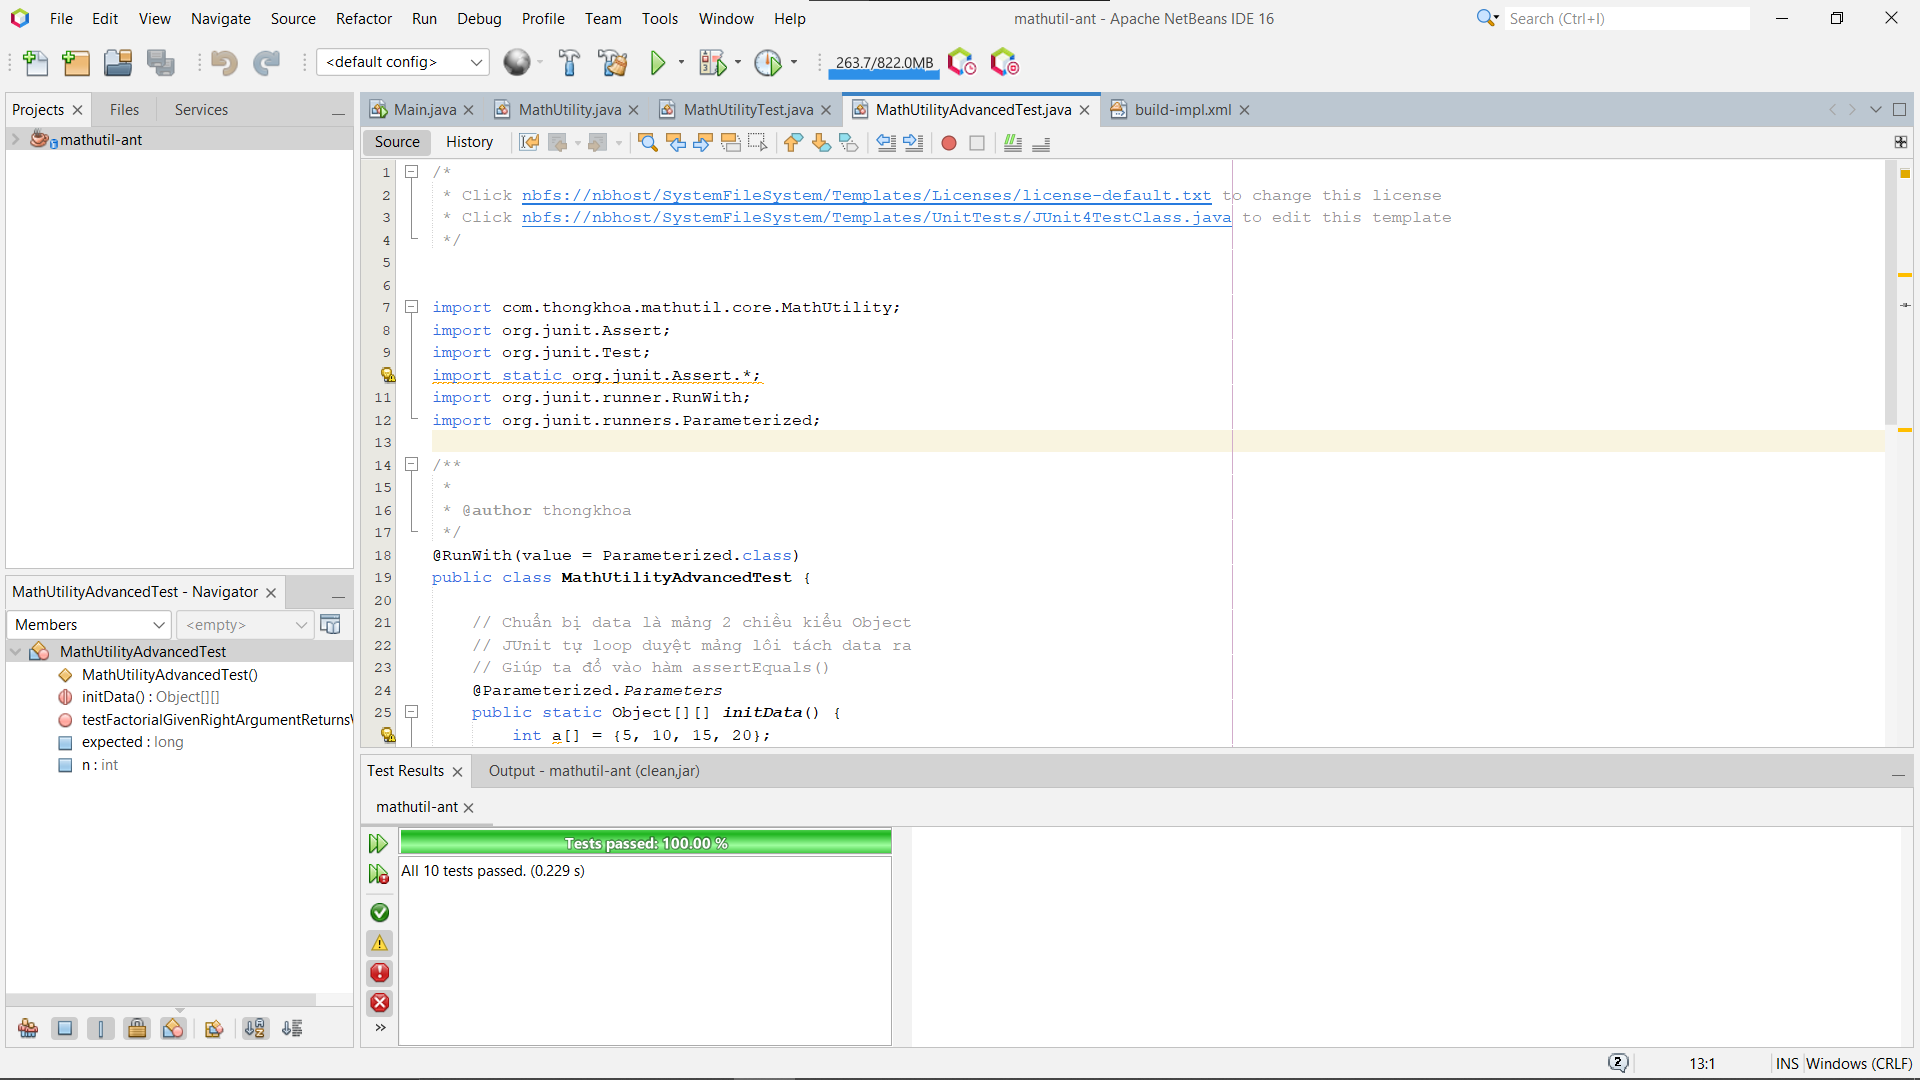 File Edit View Navigate Source Refactor Run Debug Profile Team Tools Window Help
mathutil-ant - Apache NetBeans IDE 16
Search (Ctrl+I)
<default config>
263.7/822.0MB
Projects Files Services
mathutil-ant
Main.java MathUtility.java MathUtilityTest.java MathUtilityAdvancedTest.java build-impl.xml
Source History
1 /*
2 * Click nbfs://nbhost/SystemFileSystem/Templates/Licenses/license-default.txt to change this license
3 * Click nbfs://nbhost/SystemFileSystem/Templates/UnitTests/JUnit4TestClass.java to edit this template
4 */
5
6
7 import com.thongkhoa.mathutil.core.MathUtility;
8 import org.junit.Assert;
9 import org.junit.Test;
import static org.junit.Assert.*;
11 import org.junit.runner.RunWith;
12 import org.junit.runners.Parameterized;
13
14 /**
15 *
16 * @author thongkhoa
17 */
18 @RunWith(value = Parameterized.class)
19 public class MathUtilityAdvancedTest {
20
21 // Chuẩn bị data là mảng 2 chiều kiểu Object
22 // JUnit tự loop duyệt mảng lôi tách data ra
23 // Giúp ta đổ vào hàm assertEquals()
24 @Parameterized.Parameters
25 public static Object[][] initData() {
int a[] = {5, 10, 15, 20};
MathUtilityAdvancedTest - Navigator
Members <empty>
MathUtilityAdvancedTest
MathUtilityAdvancedTest()
initData() : Object[][]
testFactorialGivenRightArgumentReturnsW
expected : long
n : int
Test Results Output - mathutil-ant (clean,jar)
mathutil-ant
Tests passed: 100.00 %
All 10 tests passed. (0.229 s)
2 13:1 INS Windows (CRLF)